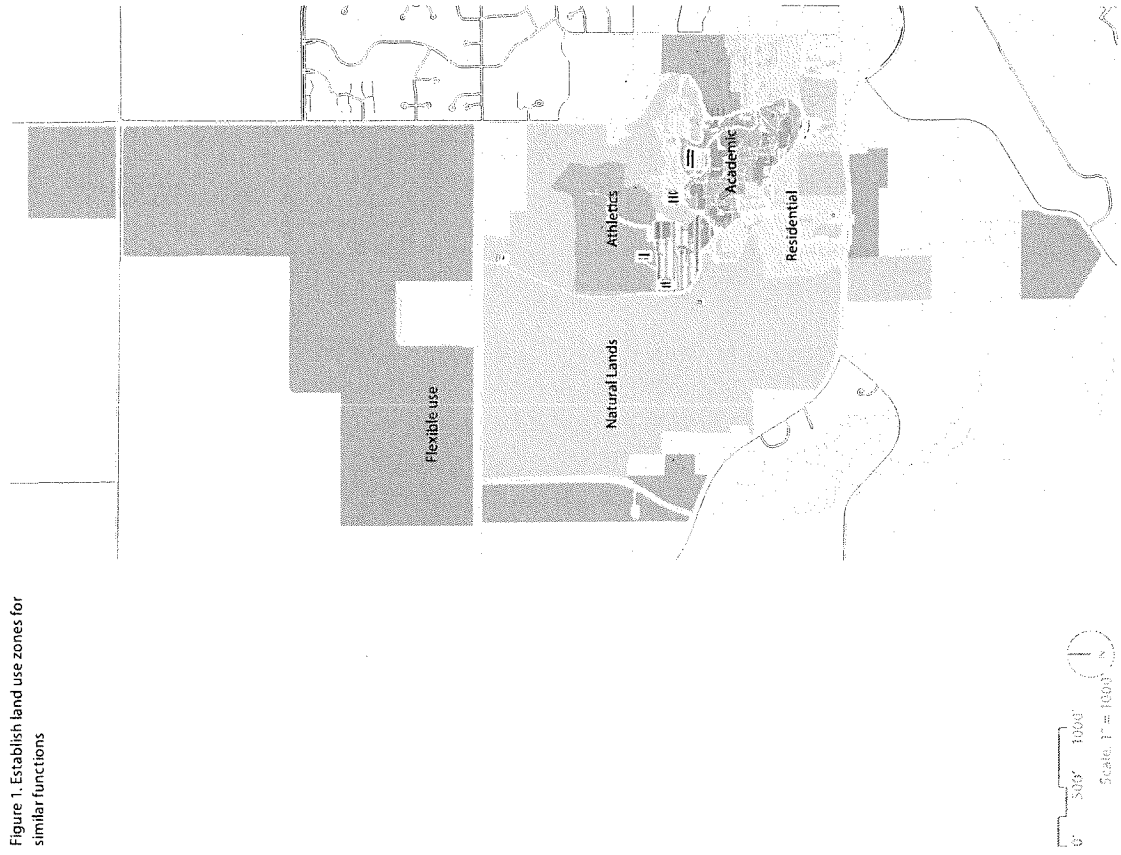 Figure 1. Establish land use zones for
similar functions
Flexible use
Natural Lands
Athletics
Academic
Residential
0' 500' 1000'
Scale: 1" = 1000'
N